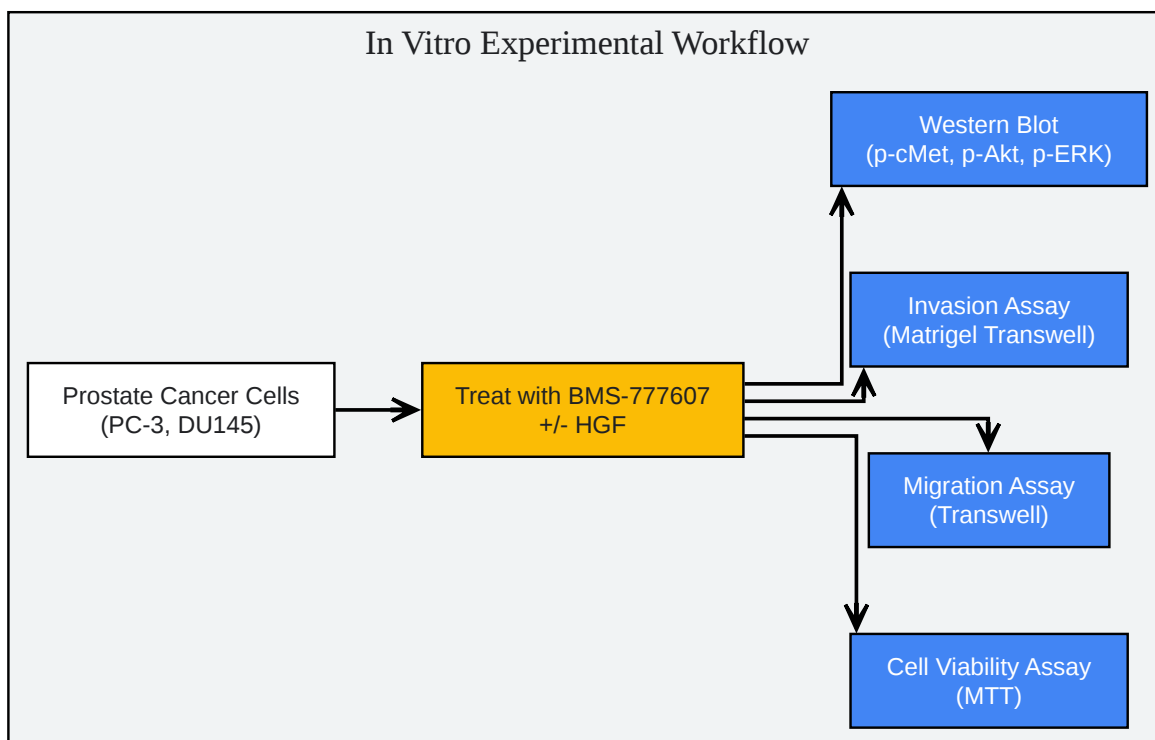 In Vitro Experimental Workflow
Western Blot
(p-cMet, p-Akt, p-ERK)
Invasion Assay
(Matrigel Transwell)
Prostate Cancer Cells
(PC-3, DU145)
Treat with BMS-777607
+/- HGF
Migration Assay
(Transwell)
Cell Viability Assay
(MTT)